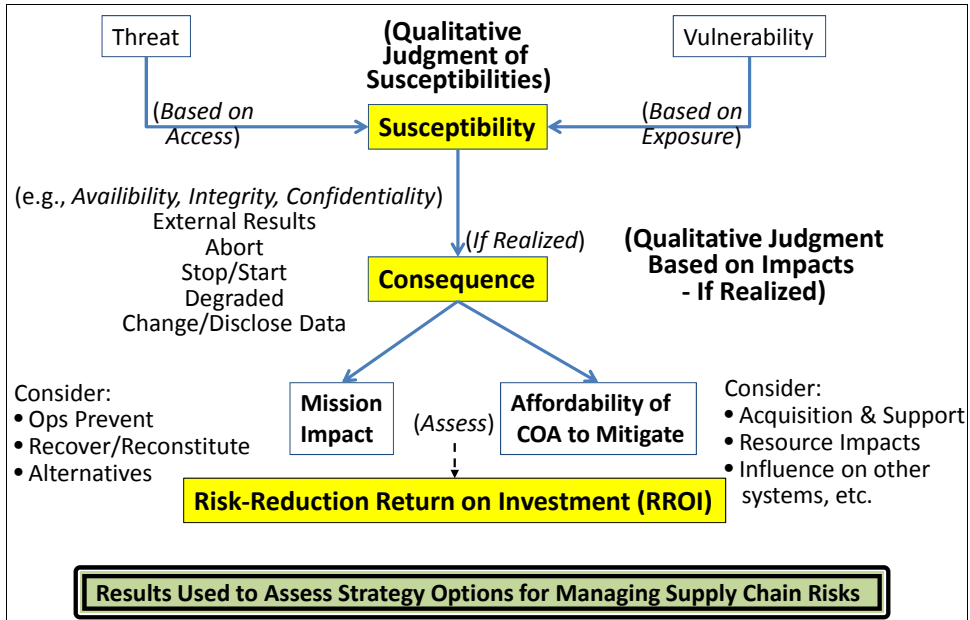 Threat
(Qualitative
Judgment of
Susceptibilities)
Vulnerability
(Based on
Access)
Susceptibility
(Based on
Exposure)
(e.g., Availibility, Integrity, Confidentiality)
External Results
Abort
Stop/Start
Degraded
Change/Disclose Data
(If Realized)
Consequence
(Qualitative Judgment
Based on Impacts
- If Realized)
Consider:
• Ops Prevent
• Recover/Reconstitute
• Alternatives
Mission
Impact
(Assess)
Affordability of
COA to Mitigate
Consider:
• Acquisition & Support
• Resource Impacts
• Influence on other
systems, etc.
Risk-Reduction Return on Investment (RROI)
Results Used to Assess Strategy Options for Managing Supply Chain Risks